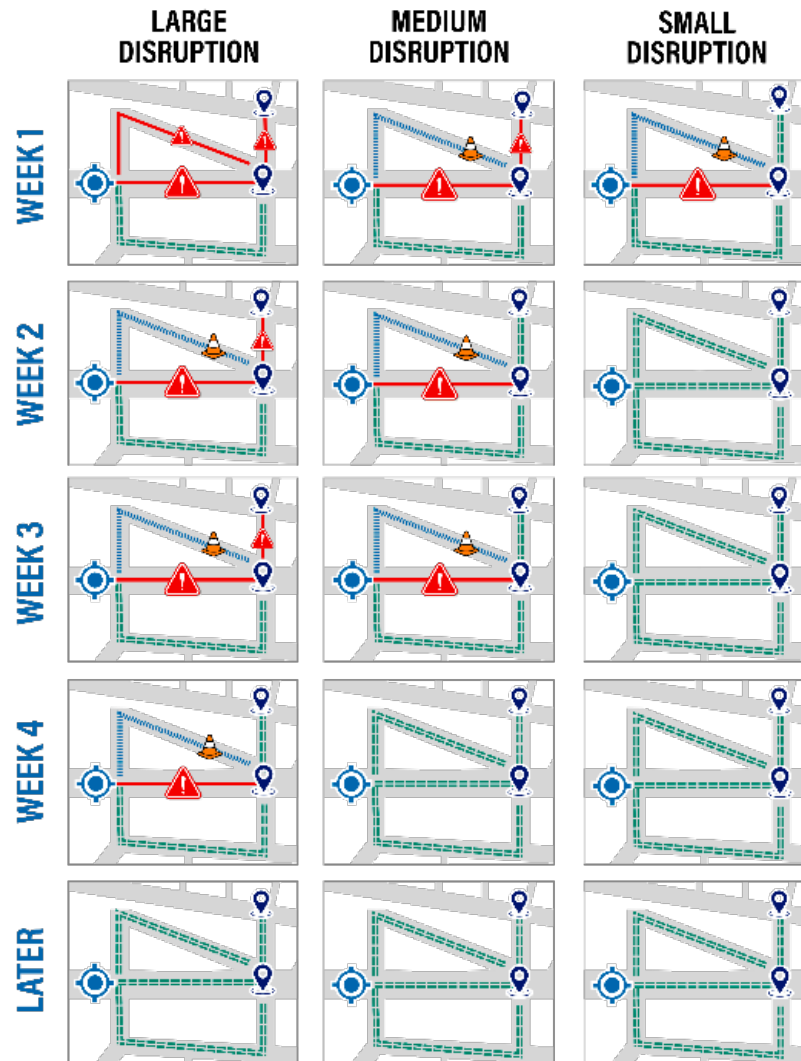 LARGE
DISRUPTION
MEDIUM
DISRUPTION
SMALL
DISRUPTION
WEEK 1
WEEK 2
WEEK 3
WEEK 4
LATER